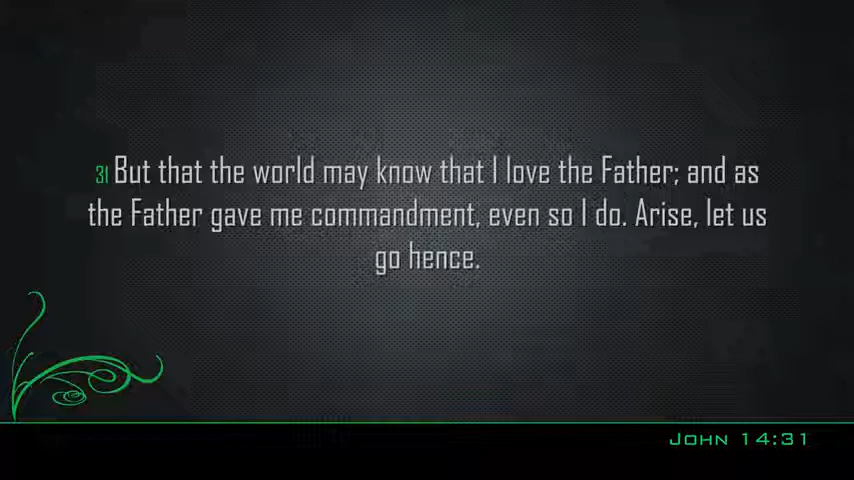 31 But that the world may know that I love the Father; and as
the Father gave me commandment, even so I do. Arise, let us
go hence.
John 14:31